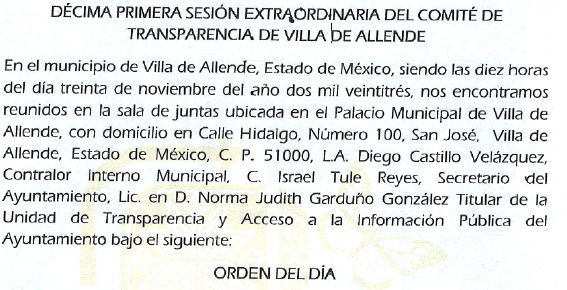 DÉCIMA PRIMERA SESIÓN EXTRAORDINARIA DEL COMITÉ DE
TRANSPARENCIA DE VILLA DE ALLENDE
En el municipio de Villa de Allende, Estado de México, siendo las diez horas
del día treinta de noviembre del año dos mil veintitrés, nos encontramos
reunidos en la sala de juntas ubicada en el Palacio Municipal de Villa de
Allende, con domicilio en Calle Hidalgo, Número 100, San José, Villa de
Allende, Estado de México, C. P. 51000, L.A. Diego Castillo Velázquez,
Contralor Interno Municipal, C. Israel Tule Reyes, Secretario del
Ayuntamiento, Lic. en D. Norma Judith Garduño González Titular de la
Unidad de Transparencia y Acceso a la Información Pública del
Ayuntamiento bajo el siguiente:
ORDEN DEL DÍA